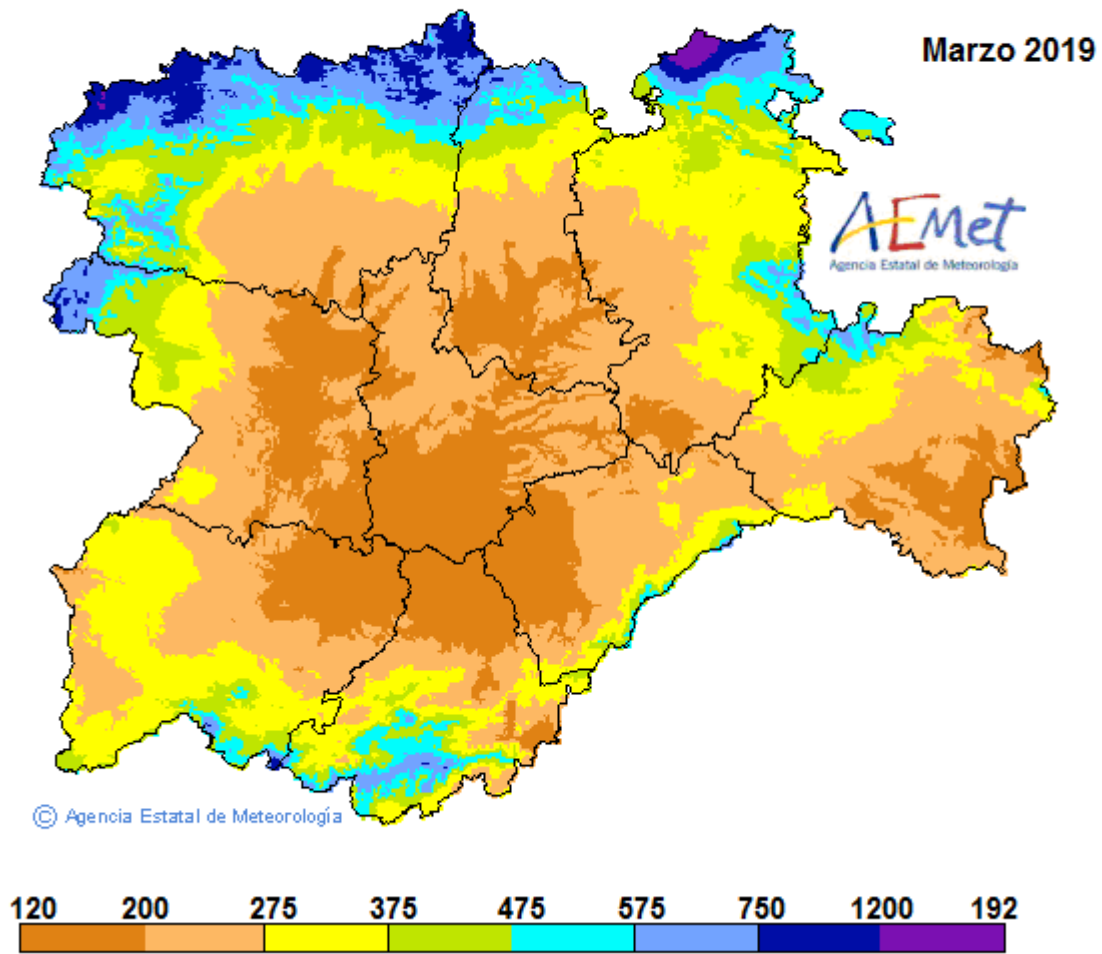 Marzo 2019
AEMet
Agencia Estatal de Meteorología
© Agencia Estatal de Meteorología
120 200 275 375 475 575 750 1200 192